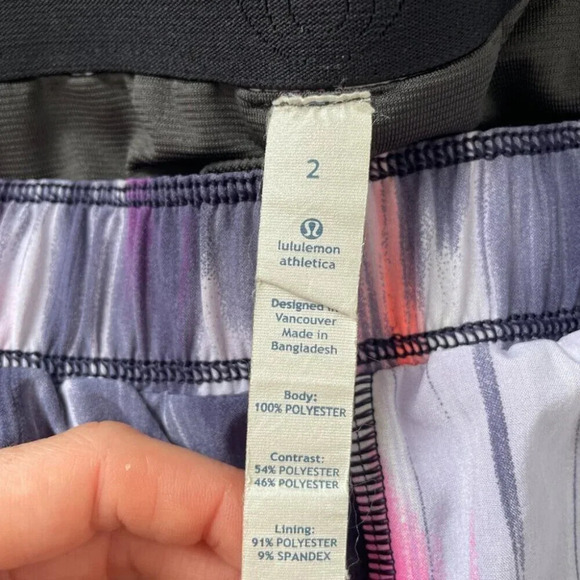 2
lululemon
athletica
Designed in
Vancouver
Made in
Bangladesh
Body:
100% POLYESTER
Contrast:
54% POLYESTER
46% POLYESTER
Lining:
91% POLYESTER
9% SPANDEX